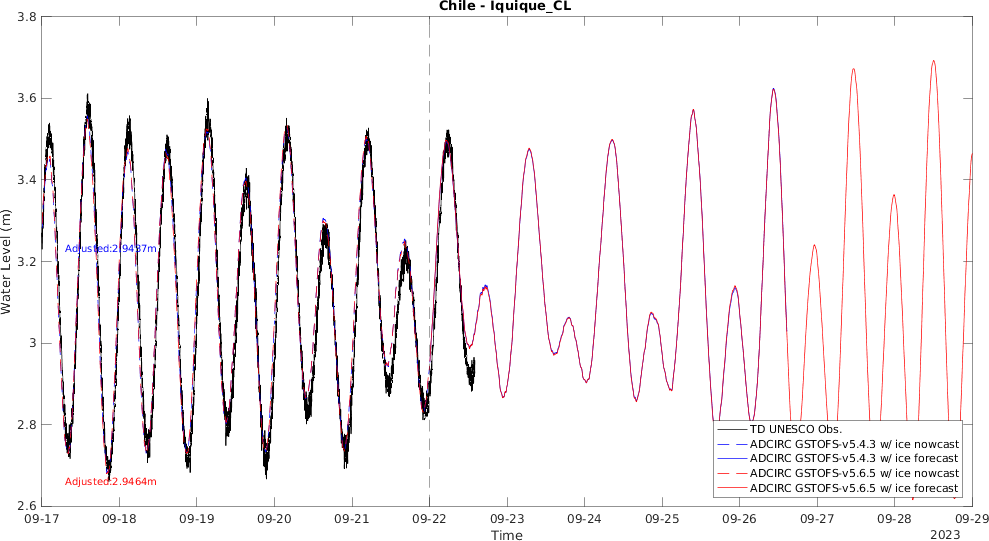 Chile - Iquique_CL
3.8
3.6
3.4
3.2
3
2.8
2.6
Water Level (m)
Adjusted:2.9437m
Adjusted:2.9464m
TD UNESCO Obs.
ADCIRC GSTOFS-v5.4.3 w/ ice nowcast
ADCIRC GSTOFS-v5.4.3 w/ ice forecast
ADCIRC GSTOFS-v5.6.5 w/ ice nowcast
ADCIRC GSTOFS-v5.6.5 w/ ice forecast
09-17 09-18 09-19 09-20 09-21 09-22 09-23 09-24 09-25 09-26 09-27 09-28 09-29
Time
2023